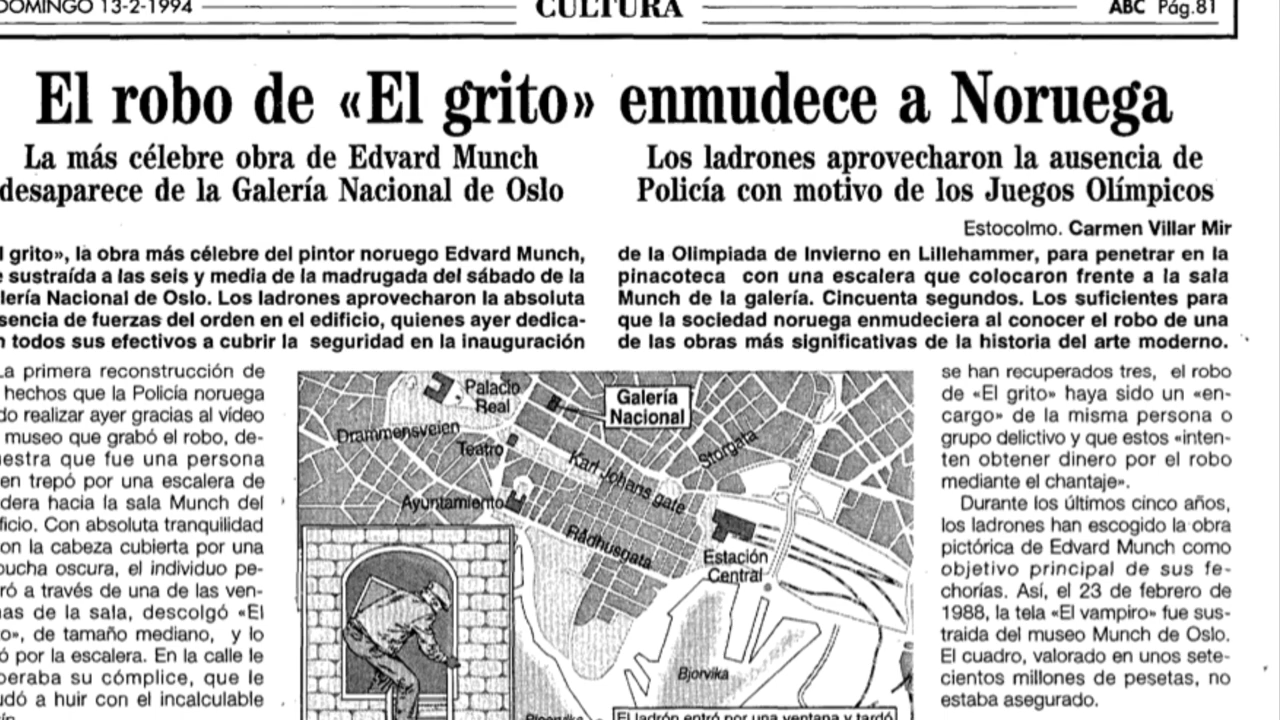 DOMINGO 13-2-1994
CULTURA
ABC Pág.81
El robo de «El grito» enmudece a Noruega
La más célebre obra de Edvard Munch
desaparece de la Galería Nacional de Oslo
Los ladrones aprovecharon la ausencia de
Policía con motivo de los Juegos Olímpicos
Estocolmo. Carmen Villar Mir
l grito», la obra más célebre del pintor noruego Edvard Munch,
e sustraída a las seis y media de la madrugada del sábado de la
lería Nacional de Oslo. Los ladrones aprovecharon la absoluta
sencia de fuerzas del orden en el edificio, quienes ayer dedica-
n todos sus efectivos a cubrir la seguridad en la inauguración
de la Olimpiada de Invierno en Lillehammer, para penetrar en la
pinacoteca con una escalera que colocaron frente a la sala
Munch de la galería. Cincuenta segundos. Los suficientes para
que la sociedad noruega enmudeciera al conocer el robo de una
de las obras más significativas de la historia del arte moderno.
La primera reconstrucción de
hechos que la Policía noruega
do realizar ayer gracias al vídeo
museo que grabó el robo, de-
uestra que fue una persona
en trepó por una escalera de
dera hacia la sala Munch del
ficio. Con absoluta tranquilidad
on la cabeza cubierta por una
pucha oscura, el individuo pe-
ró a través de una de las ven-
nas de la sala, descolgó «El
to», de tamaño mediano, y lo
ó por la escalera. En la calle le
peraba su cómplice, que le
udó a huir con el incalculable
Palacio
Real
Galería
Nacional
Drammensveien
Teatro
Karl Johans gate
Storgata
Ayuntamiento
Rådhusgata
Estación
Central
Bjorvika
El ladrón entró por una ventana y tardó
se han recuperados tres, el robo
de «El grito» haya sido un «en-
cargo» de la misma persona o
grupo delictivo y que estos «inten-
ten obtener dinero por el robo
mediante el chantaje».
Durante los últimos cinco años,
los ladrones han escogido la obra
pictórica de Edvard Munch como
objetivo principal de sus fe-
chorías. Así, el 23 de febrero de
1988, la tela «El vampiro» fue sus-
traida del museo Munch de Oslo.
El cuadro, valorado en unos sete-
cientos millones de pesetas, no
estaba asegurado.